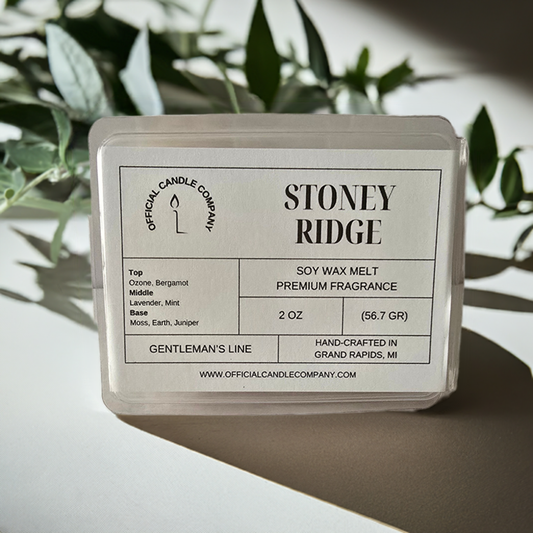 OFFICIAL CANDLE COMPANY
STONEY
RIDGE
Top
Ozone, Bergamot
Middle
Lavender, Mint
Base
Moss, Earth, Juniper
SOY WAX MELT
PREMIUM FRAGRANCE
2 OZ
(56.7 GR)
GENTLEMAN'S LINE
HAND-CRAFTED IN
GRAND RAPIDS, MI
WWW.OFFICIALCANDLECOMPANY.COM